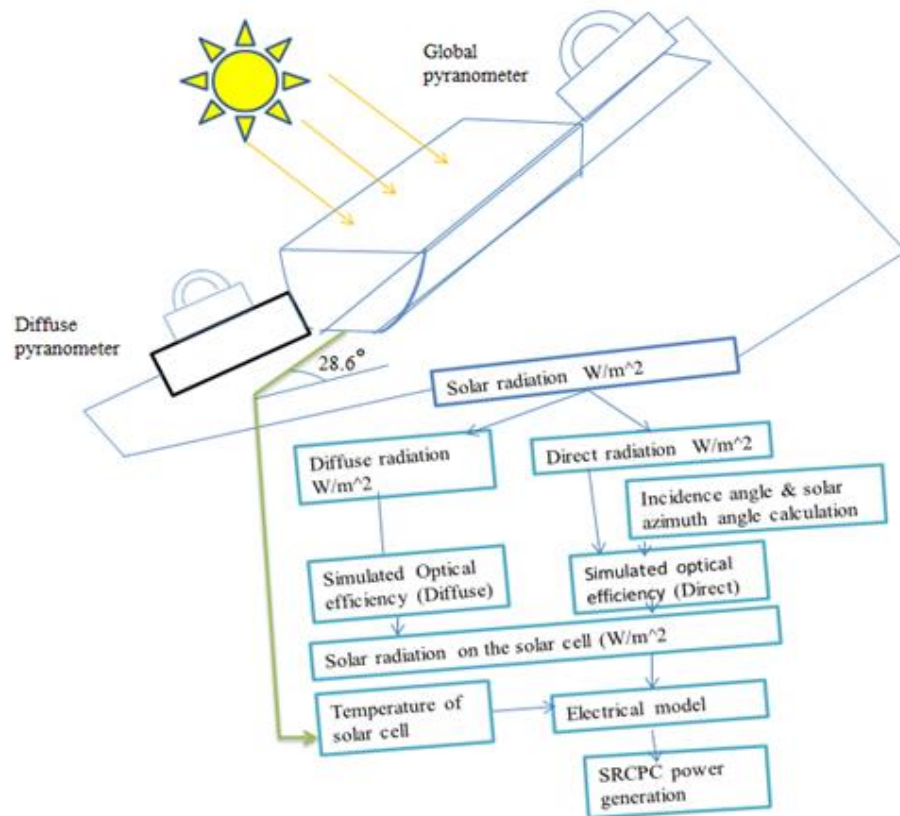 Global
pyranometer
Diffuse
pyranometer
28.6°
Solar radiation W/m^2
Diffuse radiation
W/m^2
Direct radiation W/m^2
Incidence angle & solar
azimuth angle calculation
Simulated Optical
efficiency (Diffuse)
Simulated optical
efficiency (Direct)
Solar radiation on the solar cell (W/m^2
Temperature of
solar cell
Electrical model
SRCPC power
generation